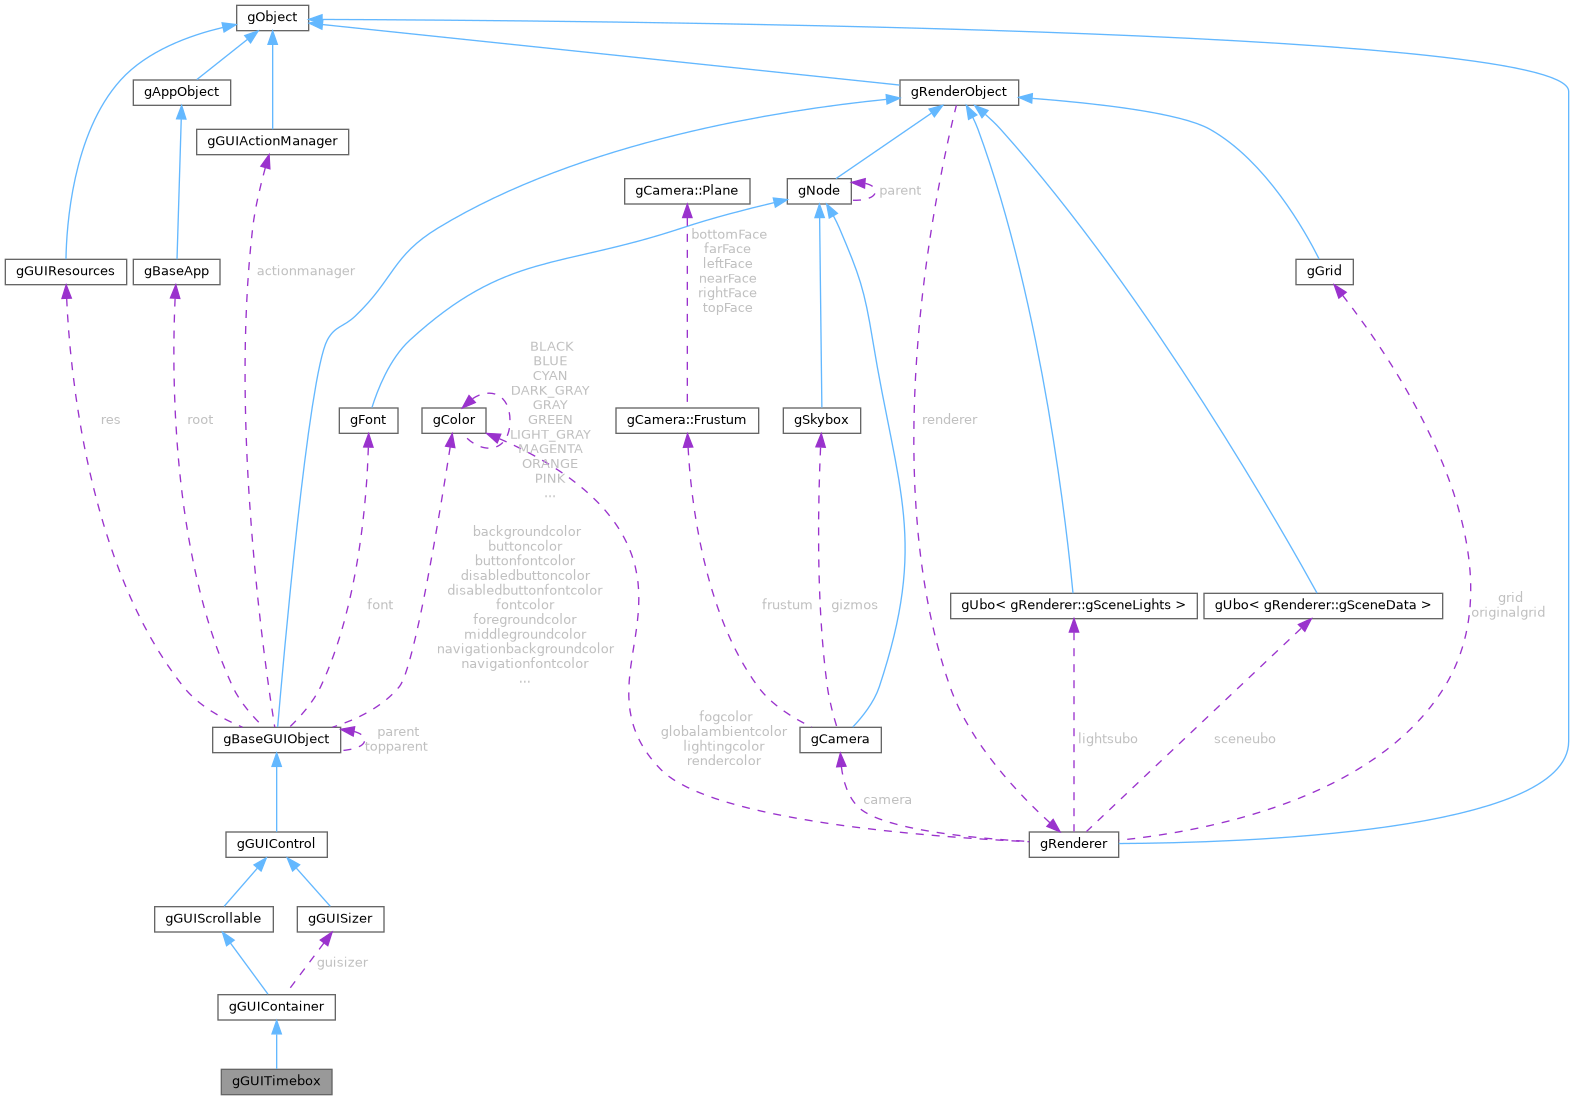 gObject
gAppObject
gRenderObject
gGUIActionManager
gCamera::Plane
gNode
parent
bottomFace
farFace
leftFace
nearFace
rightFace
topFace
gGUIResources
gBaseApp
actionmanager
gGrid
BLACK
BLUE
CYAN
DARK_GRAY
GRAY
GREEN
LIGHT_GRAY
MAGENTA
ORANGE
PINK
...
res
root
gFont
gColor
gCamera::Frustum
gSkybox
renderer
backgroundcolor
buttoncolor
buttonfontcolor
disabledbuttoncolor
disabledbuttonfontcolor
fontcolor
foregroundcolor
middlegroundcolor
navigationbackgroundcolor
navigationfontcolor
...
font
frustum
gizmos
gUbo< gRenderer::gSceneLights >
gUbo< gRenderer::gSceneData >
grid
originalgrid
gBaseGUIObject
parent
topparent
fogcolor
globalambientcolor
lightingcolor
rendercolor
gCamera
lightsubo
sceneubo
camera
gGUIControl
gRenderer
gGUIScrollable
gGUISizer
guisizer
gGUIContainer
gGUITimebox